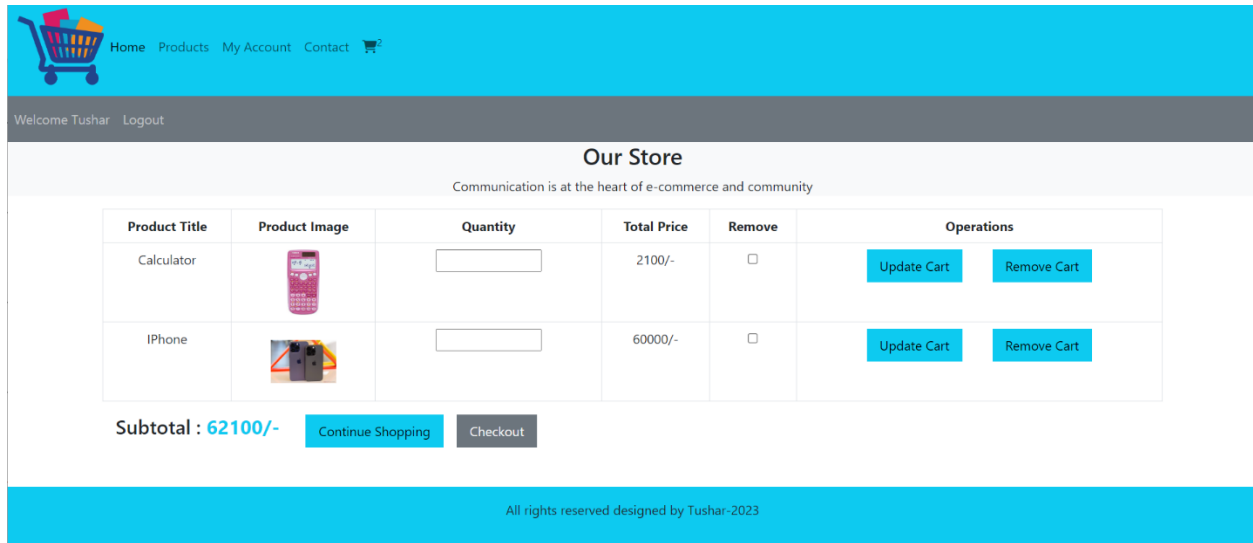 Home Products My Account Contact 2
Welcome Tushar Logout
Our Store
Communication is at the heart of e-commerce and community
Product Title Product Image Quantity Total Price Remove Operations
Calculator 2100/- Update Cart Remove Cart
IPhone 60000/- Update Cart Remove Cart
Subtotal : 62100/- Continue Shopping Checkout
All rights reserved designed by Tushar-2023